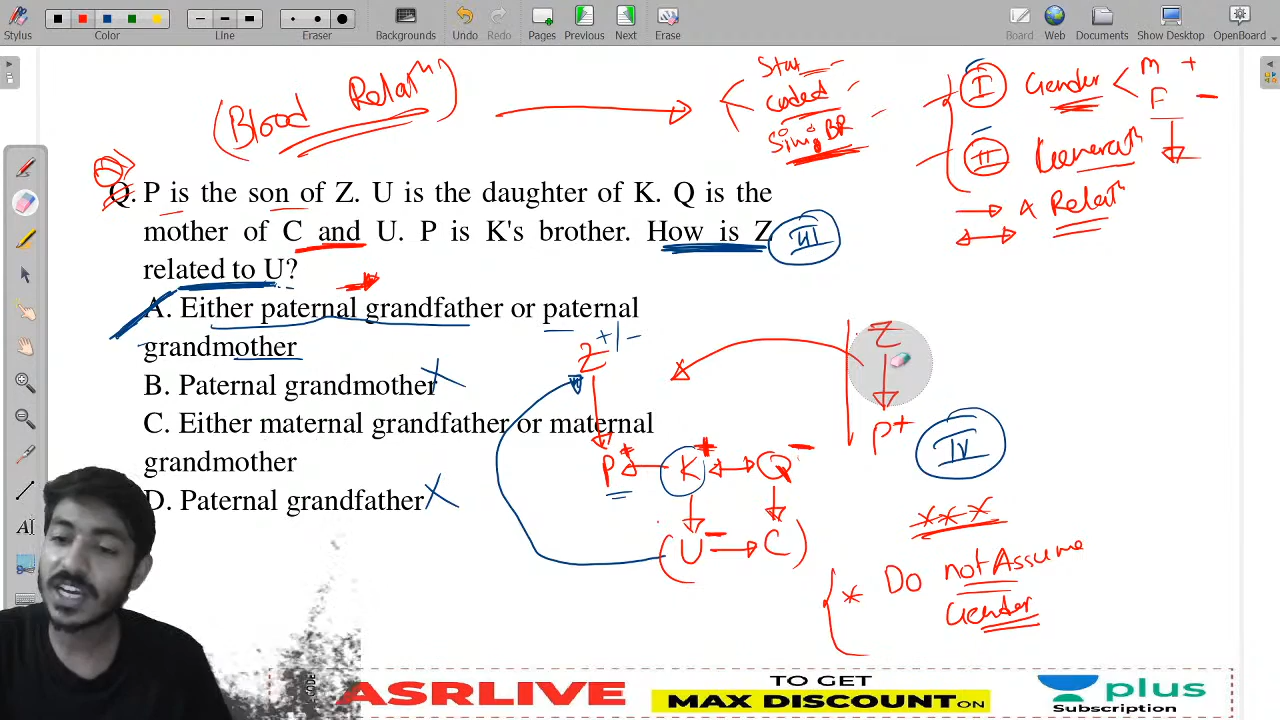 Stylus
Color
Line
Eraser
Backgrounds
Undo
Redo
Pages
Previous
Next
Erase
Board
Web
Documents
Show Desktop
OpenBoard
(Blood Relatn)
Stat
Coded
Sing BR
I Gender < M +
F -
II Generatn
Relatn
Q. P is the son of Z. U is the daughter of K. Q is the
mother of C and U. P is K's brother. How is Z
III
related to U?
A. Either paternal grandfather or paternal
grandmother
B. Paternal grandmother
C. Either maternal grandfather or maternal
grandmother
D. Paternal grandfather
Z +/-
P+ K+ Q-
(U- C)
Z
P+
IV
* Do not Assume
Gender
ASRLIVE
TO GET
MAX DISCOUNT ON
plus
Subscription